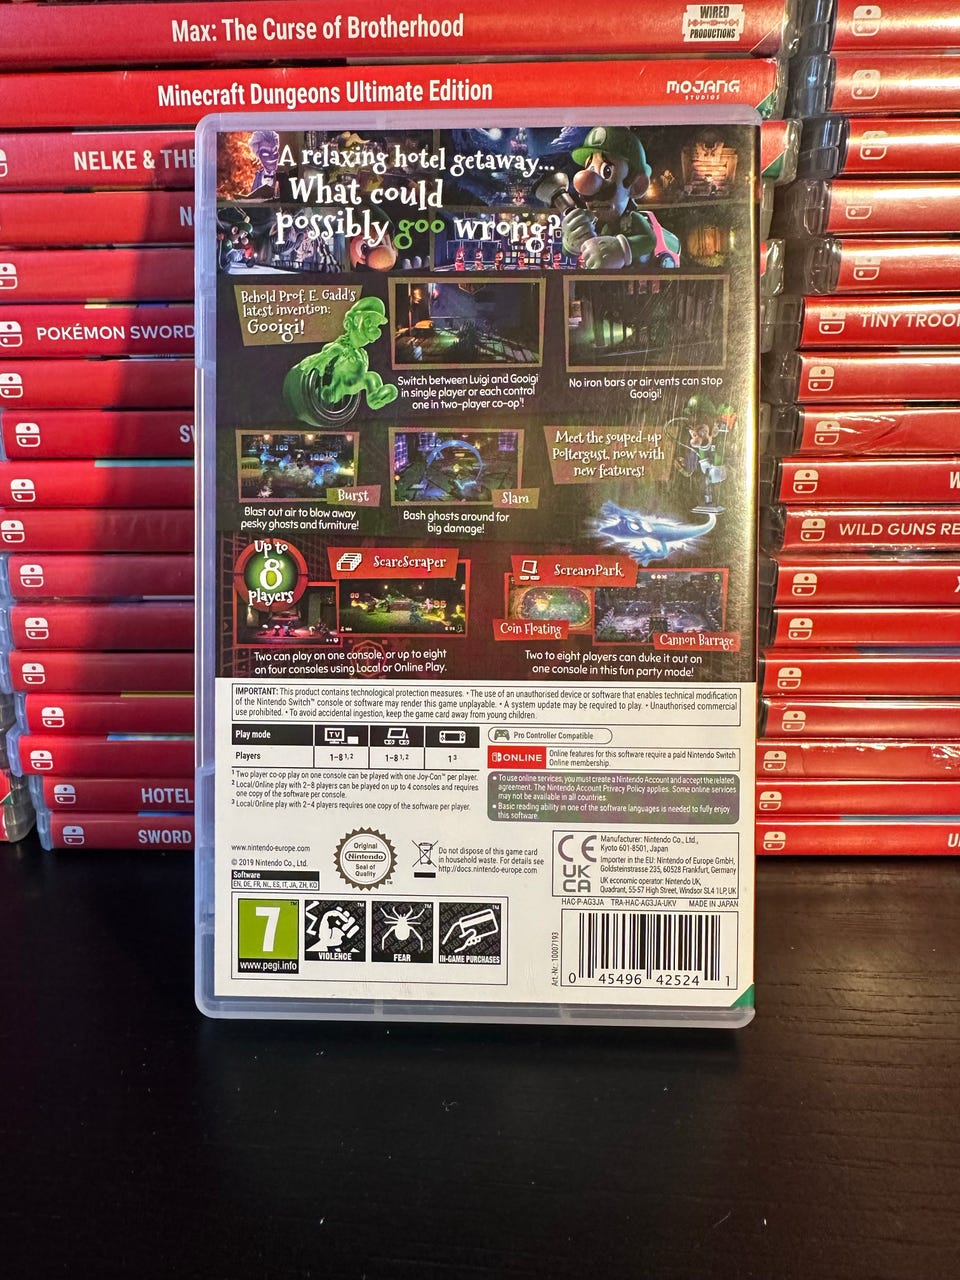 Max: The Curse of Brotherhood
WIRED
PRODUCTIONS
Minecraft Dungeons Ultimate Edition
MOJANG
STUDIOS
NELKE & THE
POKÉMON SWORD
HOTEL
SWORD
TINY TROO
WILD GUNS RE
A relaxing hotel getaway...
What could
possibly goo wrong?
Behold Prof. E. Gadd's
latest invention:
Gooigi!
Switch between Luigi and Gooigi
in single player or each control
one in two-player co-op¹!
No iron bars or air vents can stop
Gooigi!
Burst
Blast out air to blow away
pesky ghosts and furniture!
Slam
Bash ghosts around for
big damage!
Meet the souped-up
Poltergust, now with
new features!
Up to
8
players
ScareScraper
Two can play on one console, or up to eight
on four consoles using Local or Online Play.
ScreamPark
Coin Floating
Cannon Barrage
Two to eight players can duke it out on
one console in this fun party mode!
IMPORTANT: This product contains technological protection measures. • The use of an unauthorised device or software that enables technical modification
of the Nintendo Switch™ console or software may render this game unplayable. • A system update may be required to play. • Unauthorised commercial
use prohibited. • To avoid accidental ingestion, keep the game card away from young children.
Play mode
TV
Players
1-8¹,²
1-8¹,²
1³
Pro Controller Compatible
ONLINE
Online features for this software require a paid Nintendo Switch
Online membership.
¹ Two player co-op play on one console can be played with one Joy-Con™ per player.
² Local/Online play with 2-8 players can be played on up to 4 consoles and requires
one copy of the software per console.
³ Local/Online play with 2-4 players requires one copy of the software per player.
• To use online services, you must create a Nintendo Account and accept the related
agreement. The Nintendo Account Privacy Policy applies. Some online services
may not be available in all countries.
• Basic reading ability in one of the software languages is needed to fully enjoy
this software.
www.nintendo-europe.com
© 2019 Nintendo Co., Ltd.
Software
EN, DE, FR, NL, ES, IT, JA, ZH, KO
Original
Nintendo
Seal of
Quality
TM
Do not dispose of this game card
in household waste. For details see
http://docs.nintendo-europe.com
CE
UK
CA
Manufacturer: Nintendo Co., Ltd.,
Kyoto 601-8501, Japan
Importer in the EU: Nintendo of Europe GmbH,
Goldsteinstrasse 235, 60528 Frankfurt, Germany
UK economic operator: Nintendo UK,
Quadrant, 55-57 High Street, Windsor SL4 1LP, UK
HAC-P-AG3JA TRA-HAC-AG3JA-UKV MADE IN JAPAN
7
www.pegi.info
VIOLENCE
FEAR
IN-GAME PURCHASES
Art.-Nr. 10007193
0 45496 42524 1